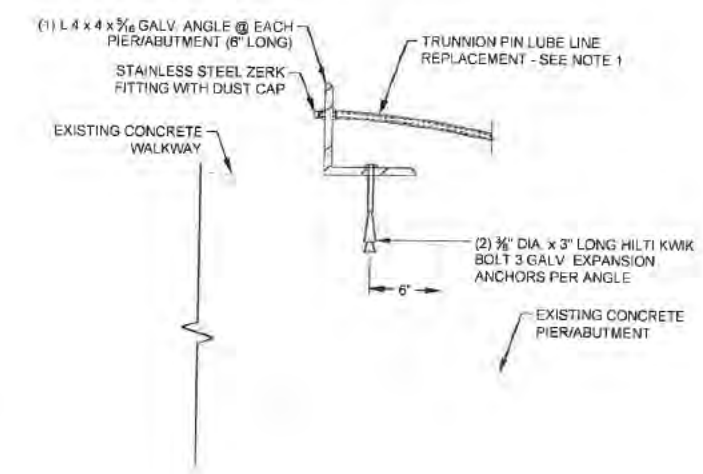 (1) L 4 x 4 x 5/16 GALV. ANGLE @ EACH
PIER/ABUTMENT (6" LONG)
STAINLESS STEEL ZERK
FITTING WITH DUST CAP
EXISTING CONCRETE
WALKWAY
TRUNNION PIN LUBE LINE
REPLACEMENT - SEE NOTE 1
(2) 3/8" DIA. x 3" LONG HILTI KWIK
BOLT 3 GALV. EXPANSION
ANCHORS PER ANGLE
6"
EXISTING CONCRETE
PIER/ABUTMENT